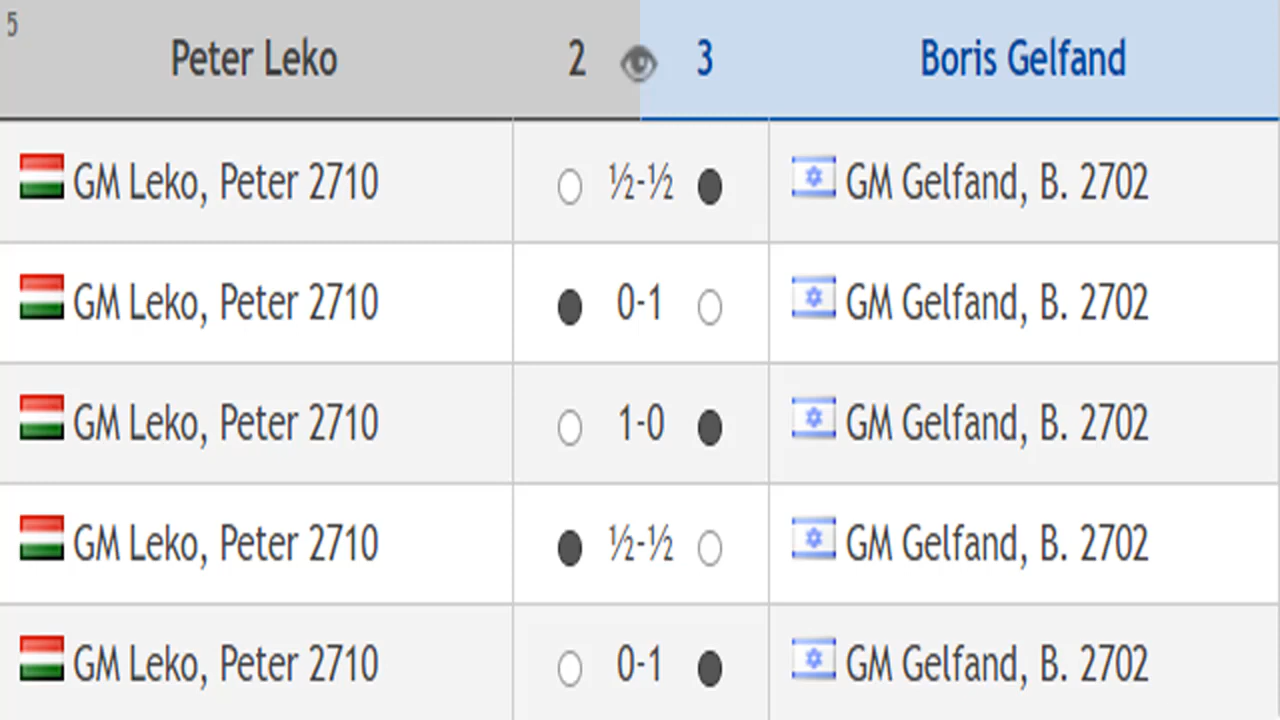 5
Peter Leko 2 3 Boris Gelfand
GM Leko, Peter 2710 ½-½ GM Gelfand, B. 2702
GM Leko, Peter 2710 0-1 GM Gelfand, B. 2702
GM Leko, Peter 2710 1-0 GM Gelfand, B. 2702
GM Leko, Peter 2710 ½-½ GM Gelfand, B. 2702
GM Leko, Peter 2710 0-1 GM Gelfand, B. 2702